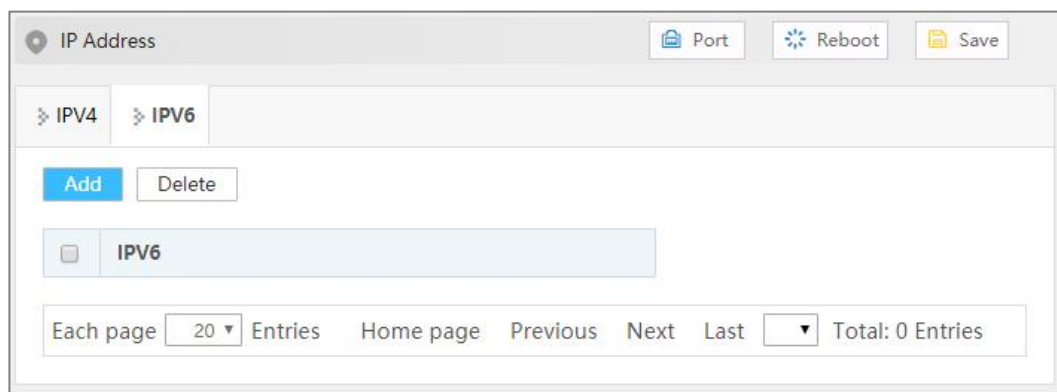 IP Address Port Reboot Save
IPV4 IPV6
Add Delete
IPV6
Each page 20 Entries Home page Previous Next Last Total: 0 Entries